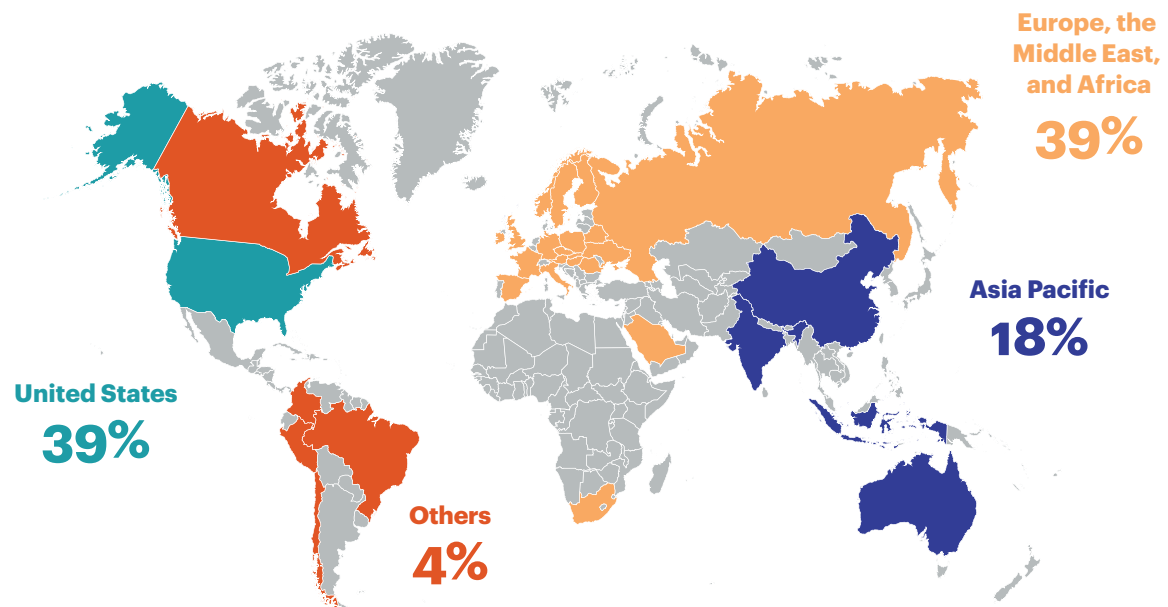 Europe, the
Middle East,
and Africa
39%
Asia Pacific
18%
United States
39%
Others
4%